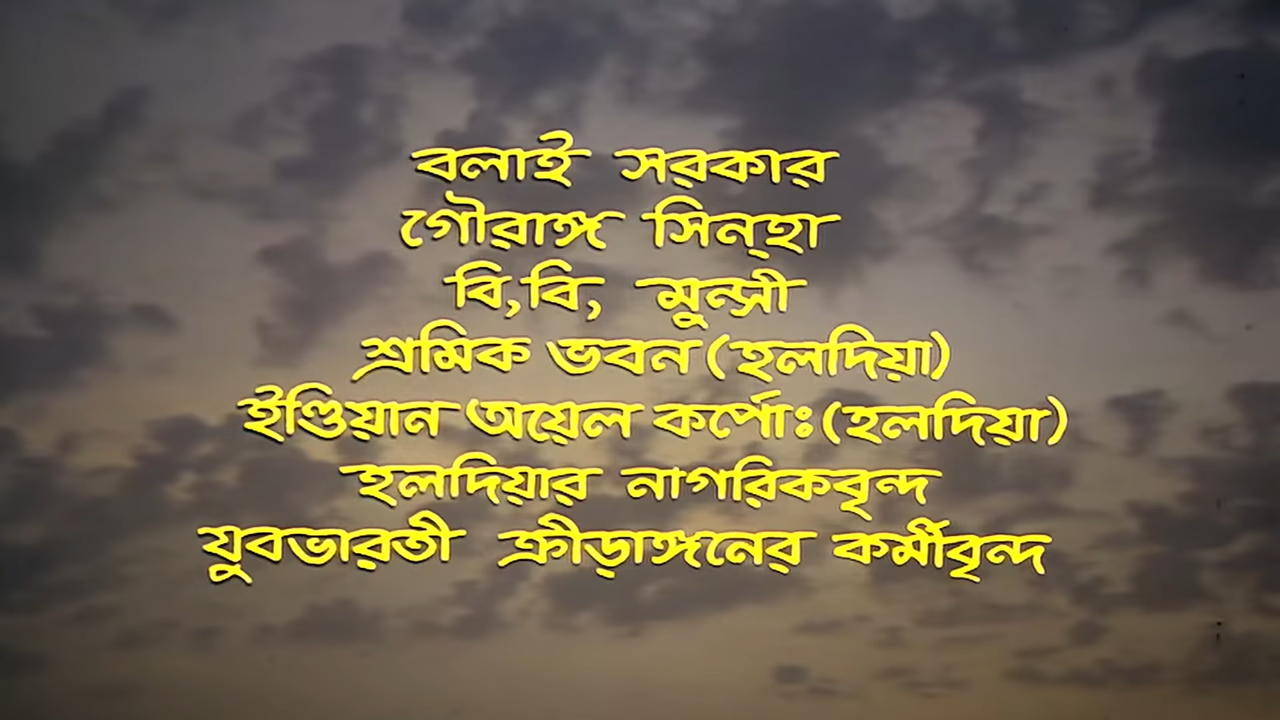 বলাই সরকার
গৌরাঙ্গ সিন্‌হা
বি,বি, মুন্সী
শ্রমিক ভবন (হলদিয়া)
ইণ্ডিয়ান অয়েল কর্পোঃ (হলদিয়া)
হলদিয়ার নাগরিকবৃন্দ
যুবভারতী ক্রীড়াঙ্গনের কর্মীবৃন্দ